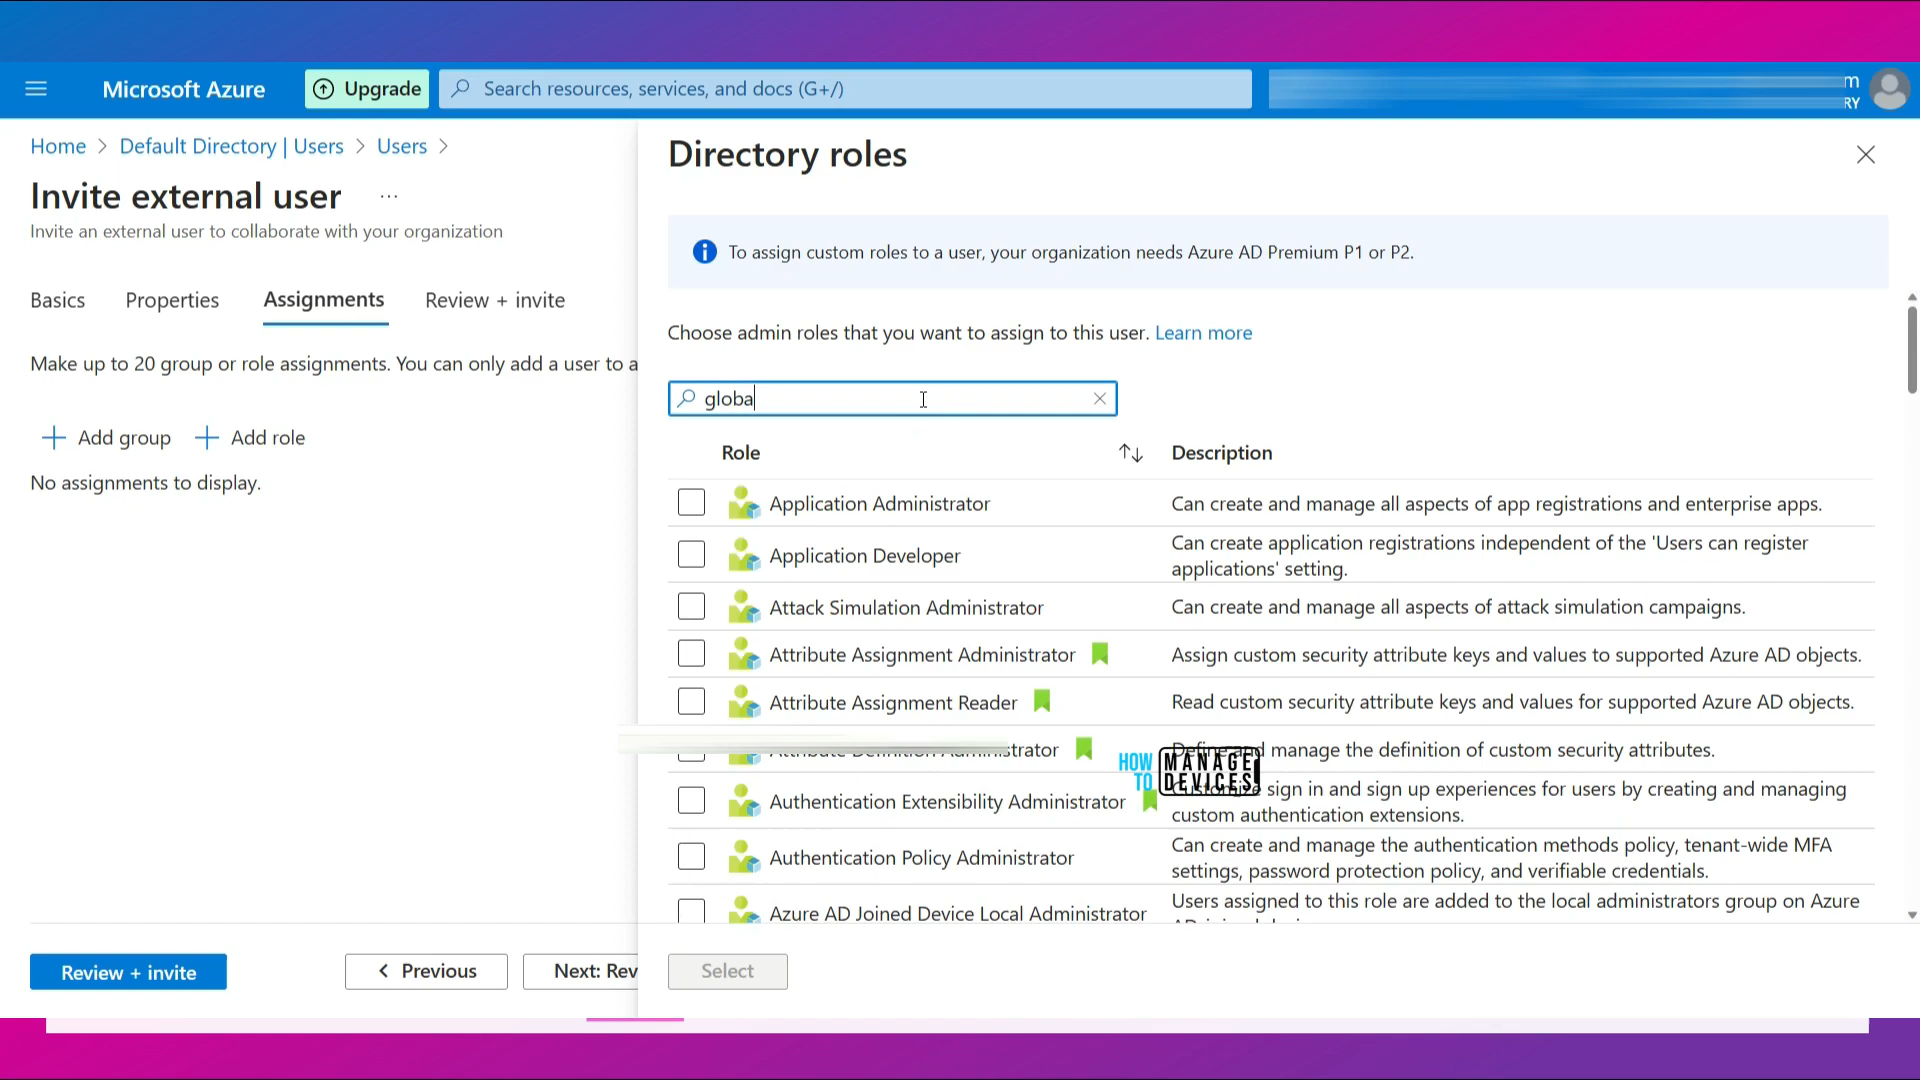 Microsoft Azure
Upgrade
Search resources, services, and docs (G+/)
m
RY
Home > Default Directory | Users > Users >
Invite external user ...
Invite an external user to collaborate with your organization
Basics
Properties
Assignments
Review + invite
Make up to 20 group or role assignments. You can only add a user to a
Add group
Add role
No assignments to display.
Review + invite
Previous
Next: Rev
Directory roles
To assign custom roles to a user, your organization needs Azure AD Premium P1 or P2.
Choose admin roles that you want to assign to this user. Learn more
globa
Role
Description
Application Administrator
Can create and manage all aspects of app registrations and enterprise apps.
Application Developer
Can create application registrations independent of the 'Users can register
applications' setting.
Attack Simulation Administrator
Can create and manage all aspects of attack simulation campaigns.
Attribute Assignment Administrator
Assign custom security attribute keys and values to supported Azure AD objects.
Attribute Assignment Reader
Read custom security attribute keys and values for supported Azure AD objects.
Attribute Definition Administrator
Define and manage the definition of custom security attributes.
HOW TO MANAGE DEVICES
Authentication Extensibility Administrator
Customize sign in and sign up experiences for users by creating and managing
custom authentication extensions.
Authentication Policy Administrator
Can create and manage the authentication methods policy, tenant-wide MFA
settings, password protection policy, and verifiable credentials.
Azure AD Joined Device Local Administrator
Users assigned to this role are added to the local administrators group on Azure
Select